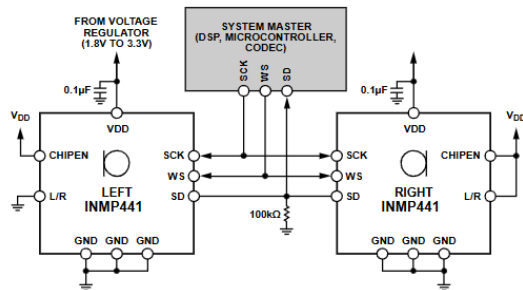 FROM VOLTAGE
REGULATOR
(1.8V TO 3.3V)
SYSTEM MASTER
(DSP, MICROCONTROLLER,
CODEC)
SCK
WS
SD
0.1µF
0.1µF
VDD
VDD
VDD
VDD
CHIPEN
SCK
SCK
CHIPEN
LEFT
INMP441
WS
WS
RIGHT
INMP441
L/R
SD
SD
L/R
100kΩ
GND GND GND
GND GND GND